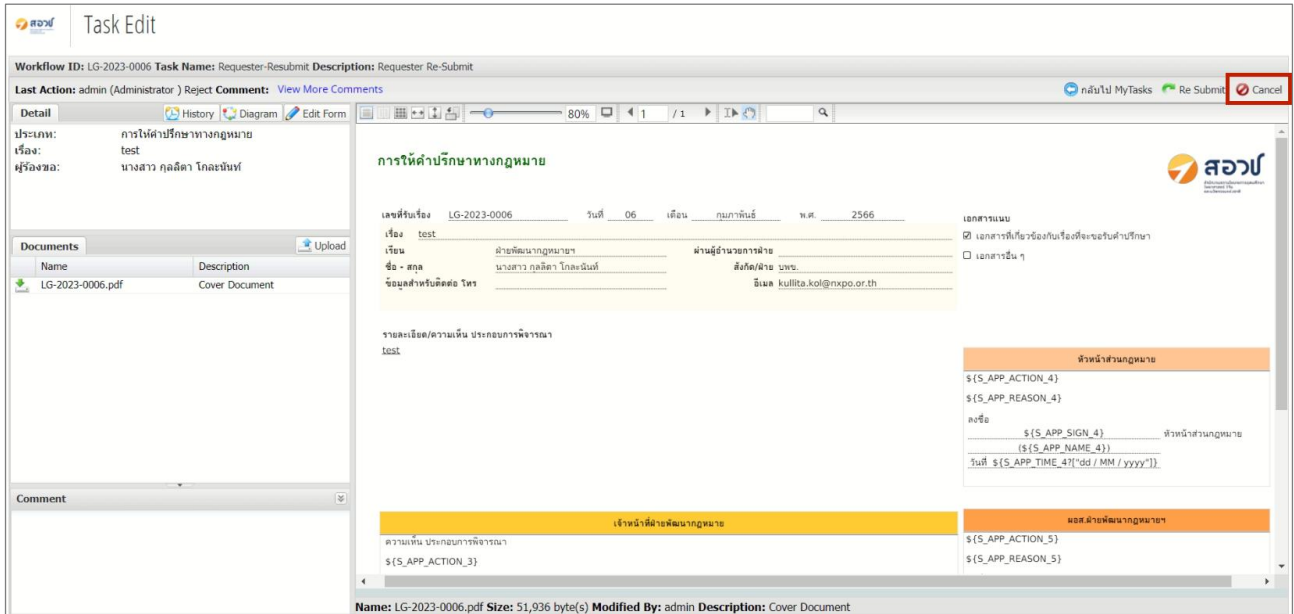 สอวช
Task Edit
Workflow ID: LG-2023-0006 Task Name: Requester-Resubmit Description: Requester Re-Submit
Last Action: admin (Administrator ) Reject Comment: View More Comments
กลับไป MyTasks Re Submit Cancel
Detail History Diagram Edit Form
80% 1 / 1
ประเภท: การให้คำปรึกษาทางกฎหมาย
เรื่อง: test
ผู้ร้องขอ: นางสาว กุลลิตา โกละนันท์
Documents Upload
Name Description
LG-2023-0006.pdf Cover Document
Comment
การให้คำปรึกษาทางกฎหมาย
สอวช
เลขที่รับเรื่อง LG-2023-0006 วันที่ 06 เดือน กุมภาพันธ์ พ.ศ. 2566
เรื่อง test
เรียน ฝ่ายพัฒนากฎหมายฯ ผ่านผู้อำนวยการฝ่าย
ชื่อ - สกุล นางสาว กุลลิตา โกละนันท์ สังกัด/ฝ่าย บพข.
ข้อมูลสำหรับติดต่อ โทร อีเมล kullita.kol@nxpo.or.th
เอกสารแนบ
เอกสารที่เกี่ยวข้องกับเรื่องที่จะขอรับคำปรึกษา
เอกสารอื่น ๆ
รายละเอียด/ความเห็น ประกอบการพิจารณา
test
หัวหน้าส่วนกฎหมาย
${S_APP_ACTION_4}
${S_APP_REASON_4}
ลงชื่อ
${S_APP_SIGN_4} หัวหน้าส่วนกฎหมาย
(${S_APP_NAME_4})
วันที่ ${S_APP_TIME_4?["dd / MM / yyyy"]}
เจ้าหน้าที่ฝ่ายพัฒนากฎหมาย
ความเห็น ประกอบการพิจารณา
${S_APP_ACTION_3}
ผอส.ฝ่ายพัฒนากฎหมายฯ
${S_APP_ACTION_5}
${S_APP_REASON_5}
Name: LG-2023-0006.pdf Size: 51,936 byte(s) Modified By: admin Description: Cover Document